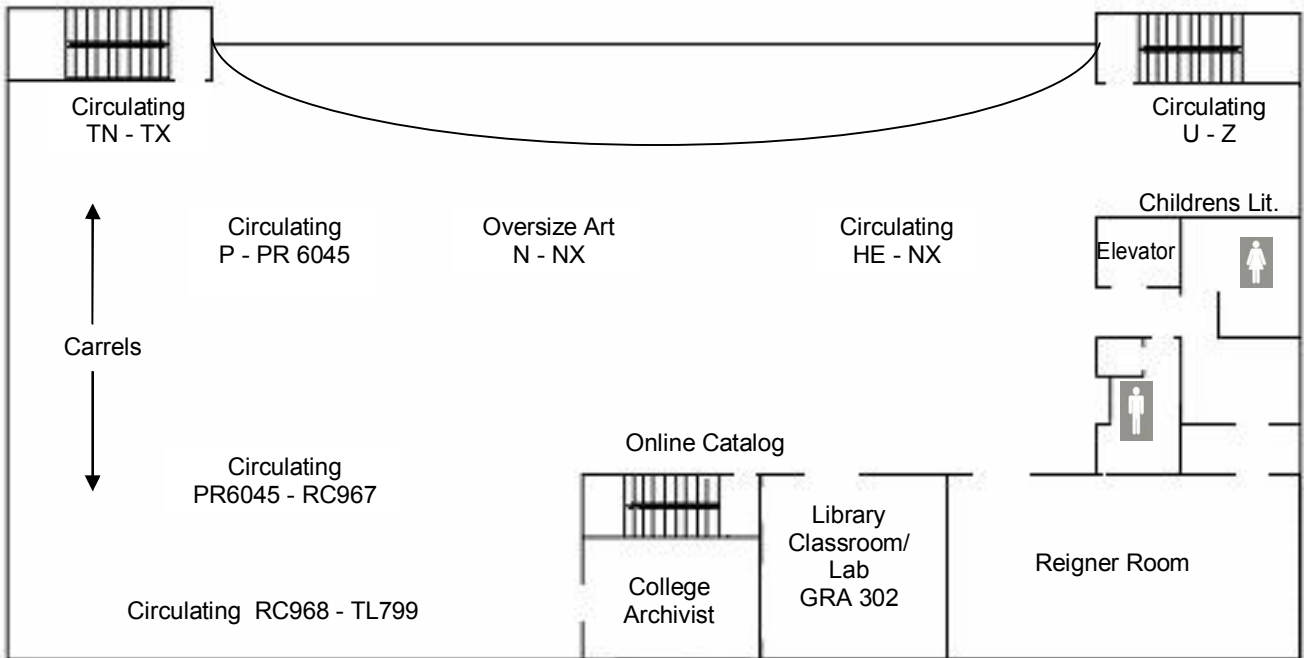 Circulating
TN - TX
Circulating
U - Z
Childrens Lit.
Circulating
P - PR 6045
Oversize Art
N - NX
Circulating
HE - NX
Elevator
Carrels
Online Catalog
Circulating
PR6045 - RC967
Library
Classroom/
Lab
GRA 302
Reigner Room
College
Archivist
Circulating  RC968 - TL799